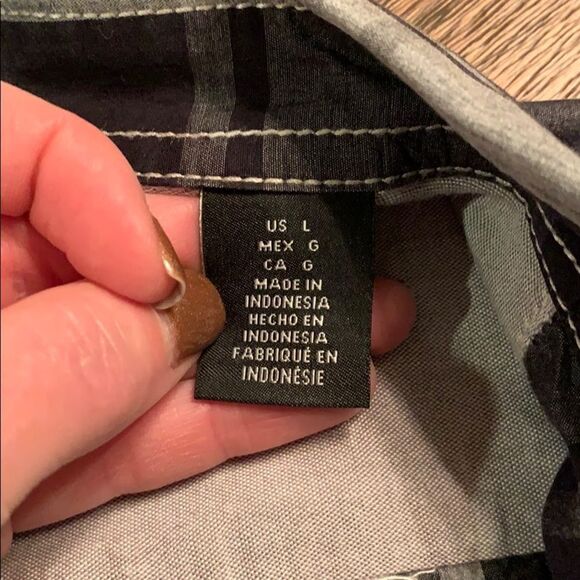 US L
MEX G
CA G
MADE IN
INDONESIA
HECHO EN
INDONESIA
FABRIQUÉ EN
INDONÉSIE